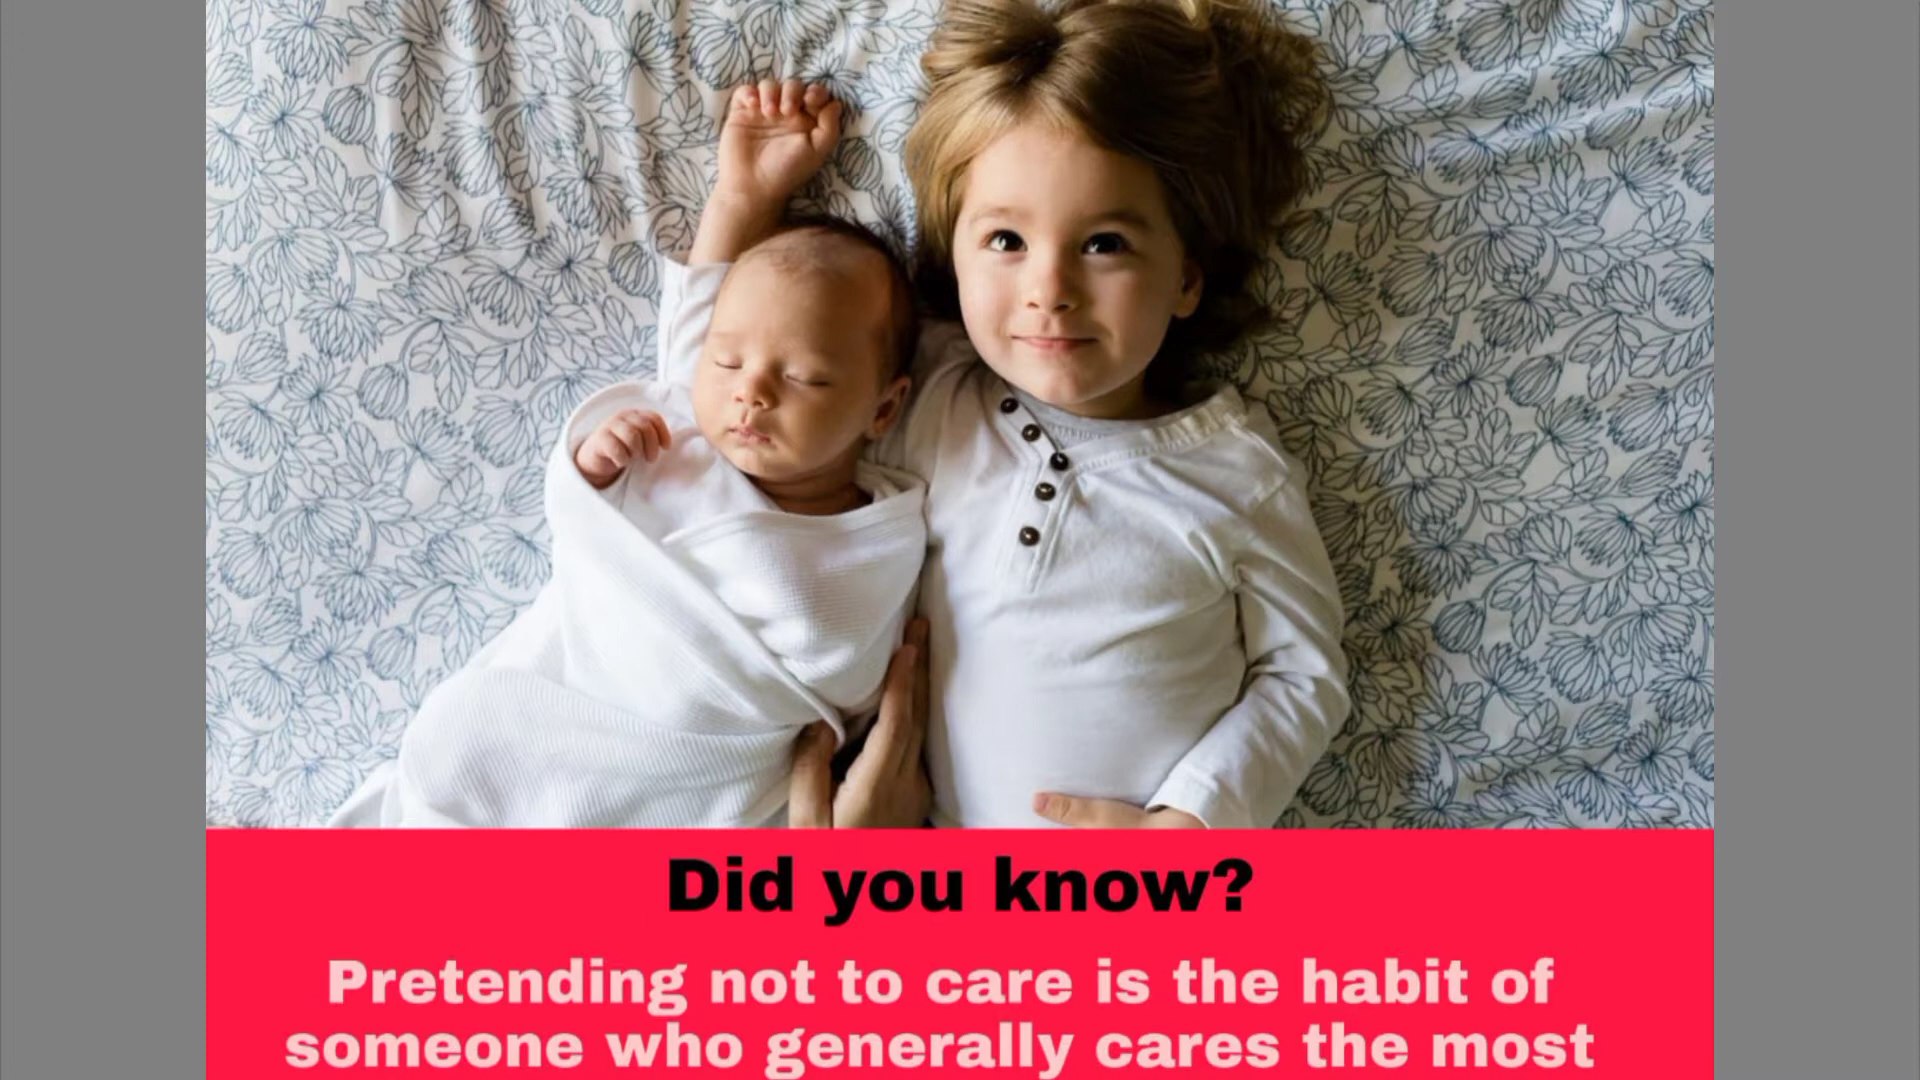 Did you know?
Pretending not to care is the habit of
someone who generally cares the most